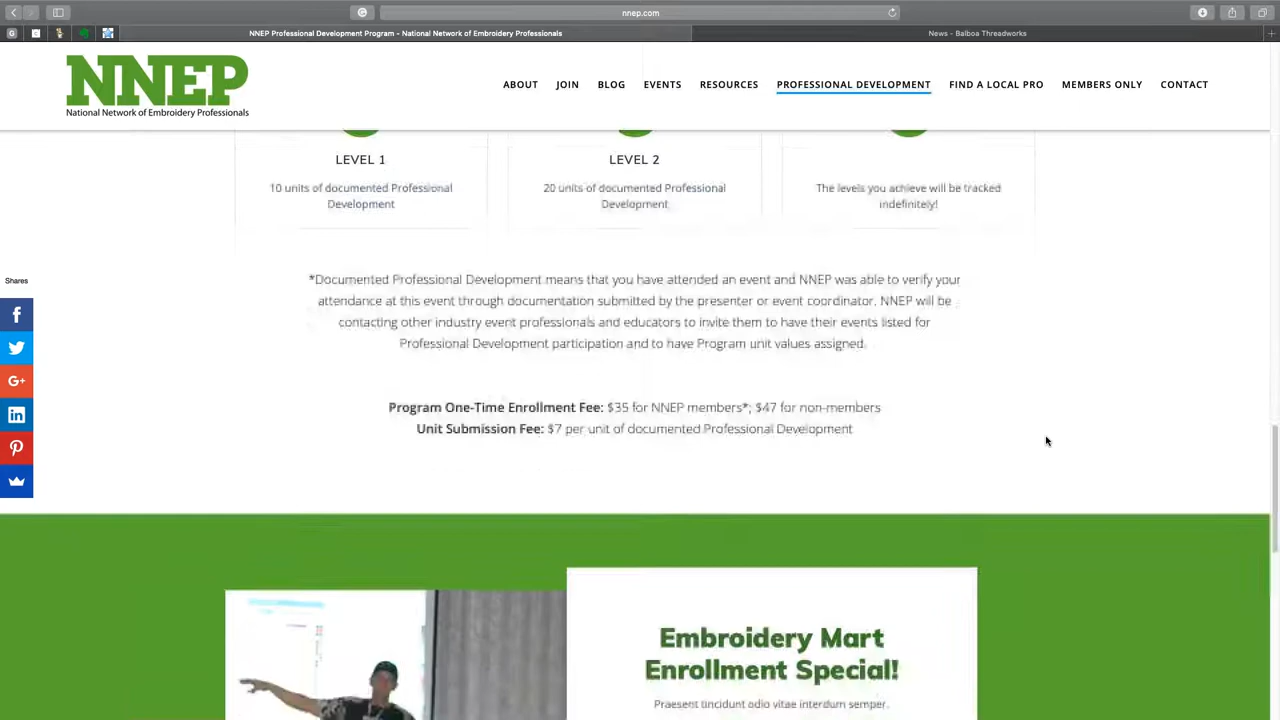 nnep.com
NNEP Professional Development Program - National Network of Embroidery Professionals
News - Balboa Threadworks
NNEP
National Network of Embroidery Professionals
ABOUT JOIN BLOG EVENTS RESOURCES PROFESSIONAL DEVELOPMENT FIND A LOCAL PRO MEMBERS ONLY CONTACT
LEVEL 1
10 units of documented Professional
Development
LEVEL 2
20 units of documented Professional
Development
The levels you achieve will be tracked
indefinitely!
*Documented Professional Development means that you have attended an event and NNEP was able to verify your
attendance at this event through documentation submitted by the presenter or event coordinator. NNEP will be
contacting other industry event professionals and educators to invite them to have their events listed for
Professional Development participation and to have Program unit values assigned.
Program One-Time Enrollment Fee: $35 for NNEP members*; $47 for non-members
Unit Submission Fee: $7 per unit of documented Professional Development
Shares
Embroidery Mart
Enrollment Special!
Praesent tincidunt odio vitae interdum semper.